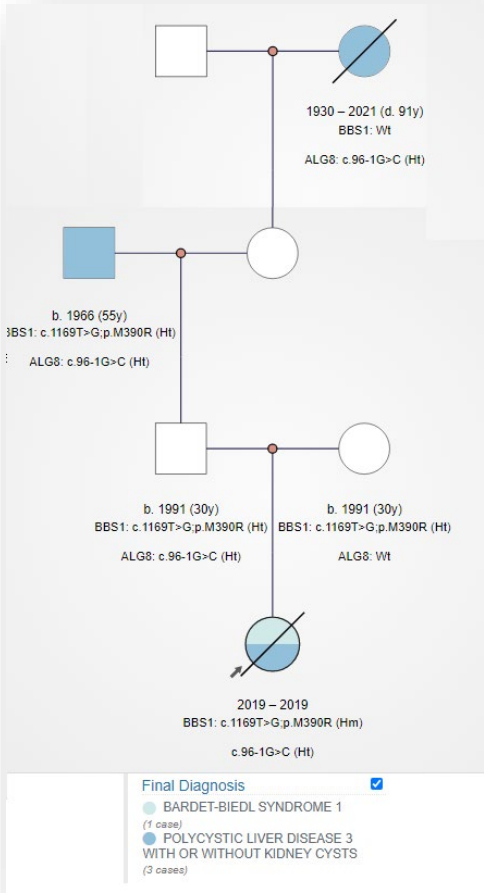 1930 – 2021 (d. 91y)
BBS1: Wt
ALG8: c.96-1G>C (Ht)
b. 1966 (55y)
3BS1: c.1169T>G;p.M390R (Ht)
:
ALG8: c.96-1G>C (Ht)
b. 1991 (30y)
BBS1: c.1169T>G;p.M390R (Ht)
ALG8: c.96-1G>C (Ht)
b. 1991 (30y)
BBS1: c.1169T>G;p.M390R (Ht)
ALG8: Wt
2019 – 2019
BBS1: c.1169T>G;p.M390R (Hm)
c.96-1G>C (Ht)
Final Diagnosis
BARDET-BIEDL SYNDROME 1
(1 case)
POLYCYSTIC LIVER DISEASE 3
WITH OR WITHOUT KIDNEY CYSTS
(3 cases)